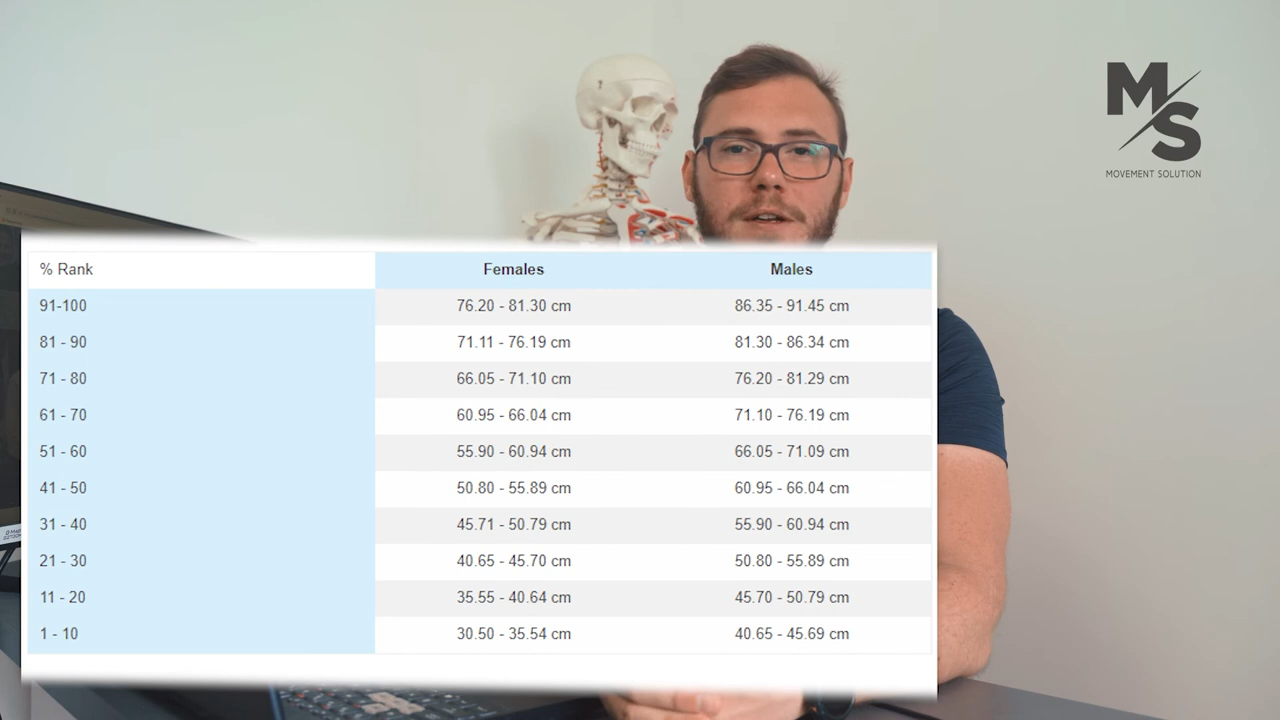 M/S
MOVEMENT SOLUTION
% Rank Females Males
91-100 76.20 - 81.30 cm 86.35 - 91.45 cm
81 - 90 71.11 - 76.19 cm 81.30 - 86.34 cm
71 - 80 66.05 - 71.10 cm 76.20 - 81.29 cm
61 - 70 60.95 - 66.04 cm 71.10 - 76.19 cm
51 - 60 55.90 - 60.94 cm 66.05 - 71.09 cm
41 - 50 50.80 - 55.89 cm 60.95 - 66.04 cm
31 - 40 45.71 - 50.79 cm 55.90 - 60.94 cm
21 - 30 40.65 - 45.70 cm 50.80 - 55.89 cm
11 - 20 35.55 - 40.64 cm 45.70 - 50.79 cm
1 - 10 30.50 - 35.54 cm 40.65 - 45.69 cm